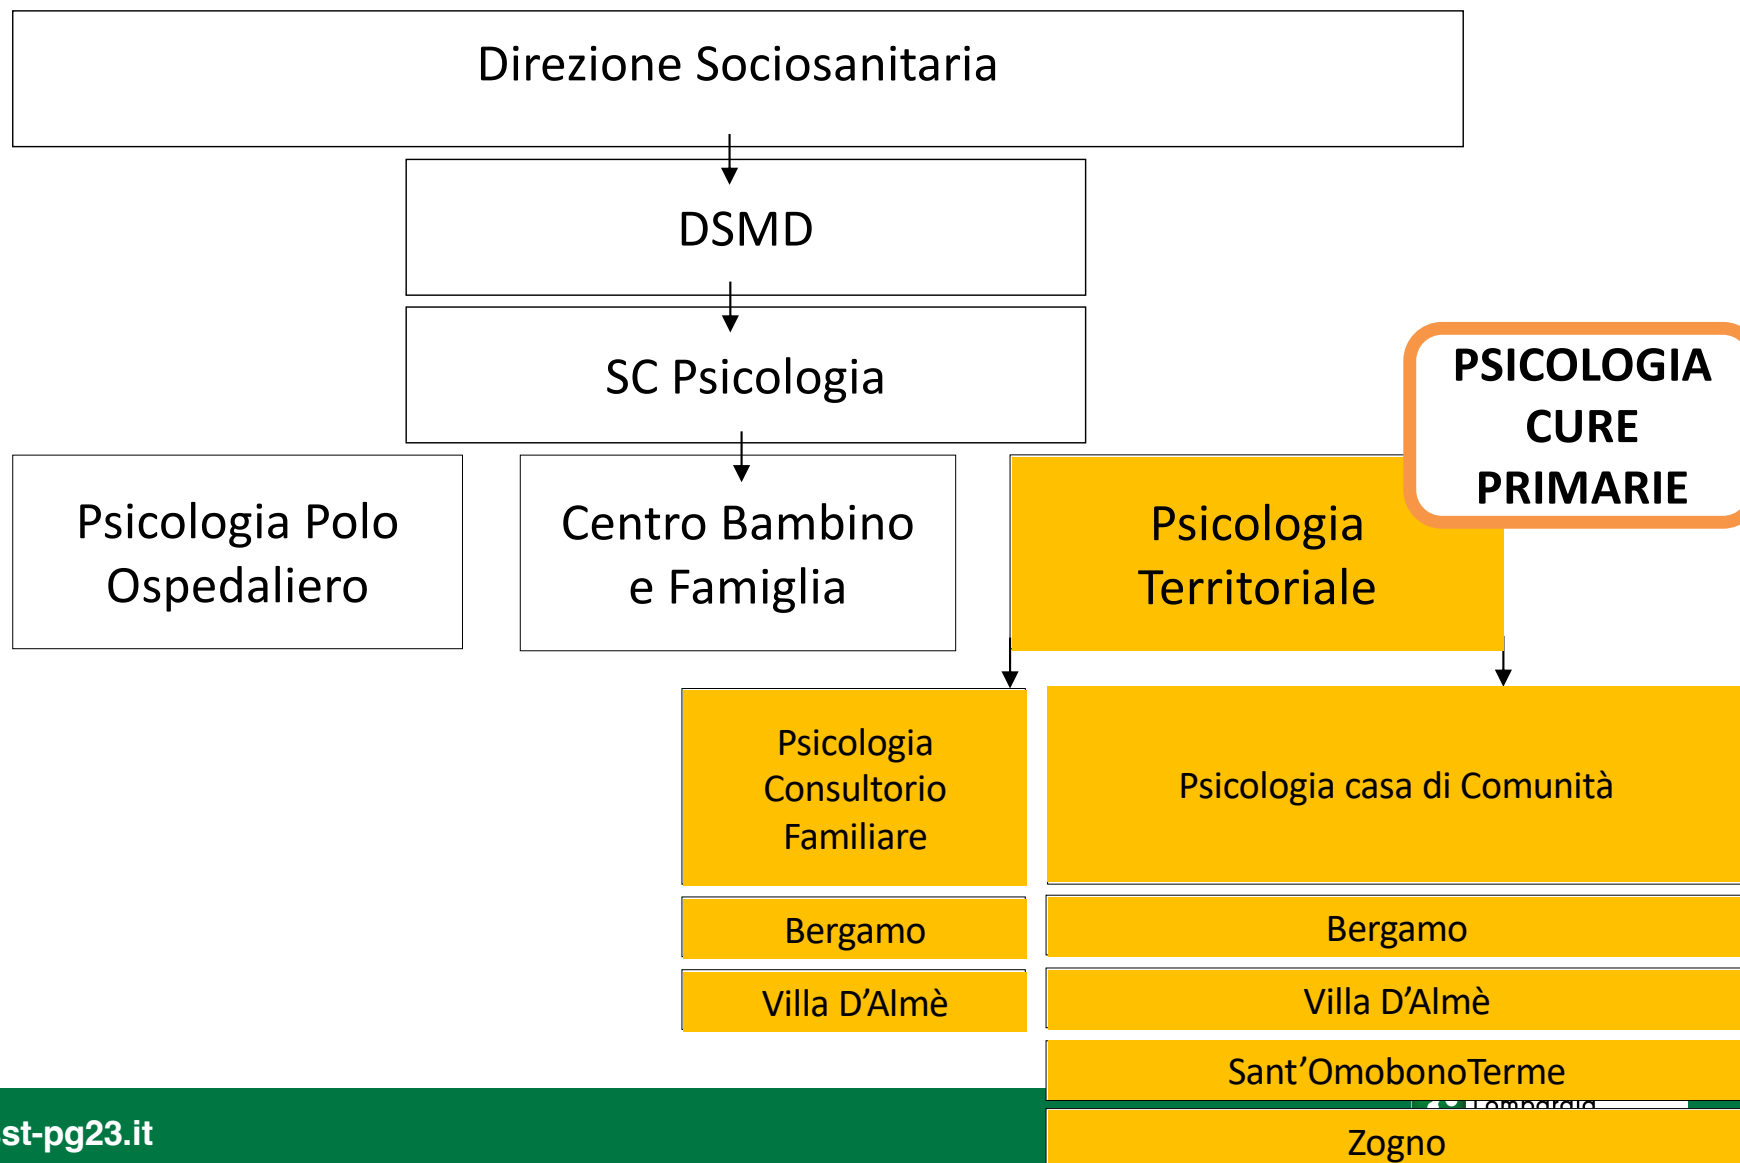 Direzione Sociosanitaria
DSMD
SC Psicologia
PSICOLOGIA
CURE
PRIMARIE
Psicologia Polo
Ospedaliero
Centro Bambino
e Famiglia
Psicologia
Territoriale
Psicologia
Consultorio
Familiare
Psicologia casa di Comunità
Bergamo
Bergamo
Villa D’Almè
Villa D’Almè
Sant’OmobonoTerme
Lombardia
st-pg23.it
Zogno